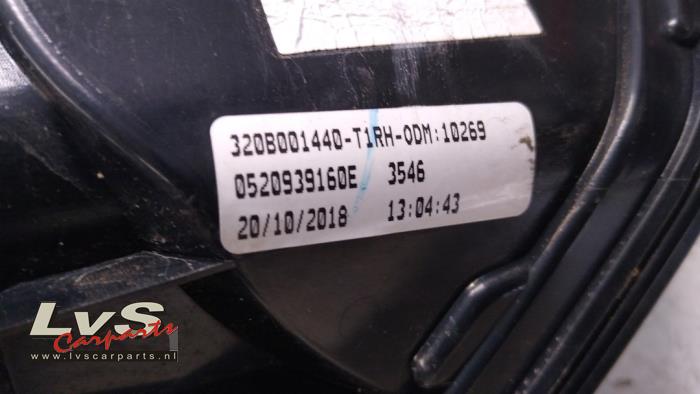 320B001440-T1RH-ODM:10269
0520939160E 3546
20/10/2018 13:04:43
LvS
Carparts
www.lvscarparts.nl